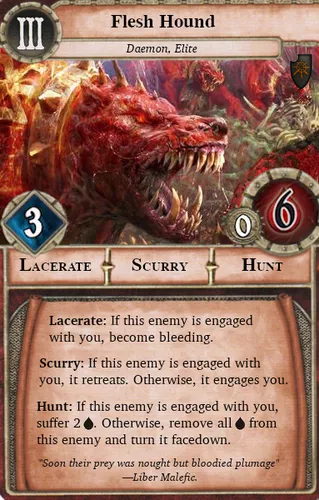 III
Flesh Hound
Daemon, Elite
3
0
6
LACERATE SCURRY HUNT
Lacerate: If this enemy is engaged
with you, become bleeding.
Scurry: If this enemy is engaged with
you, it retreats. Otherwise, it engages you.
Hunt: If this enemy is engaged with you,
suffer 2. Otherwise, remove all from
this enemy and turn it facedown.
"Soon their prey was nought but bloodied plumage"
—Liber Malefic.